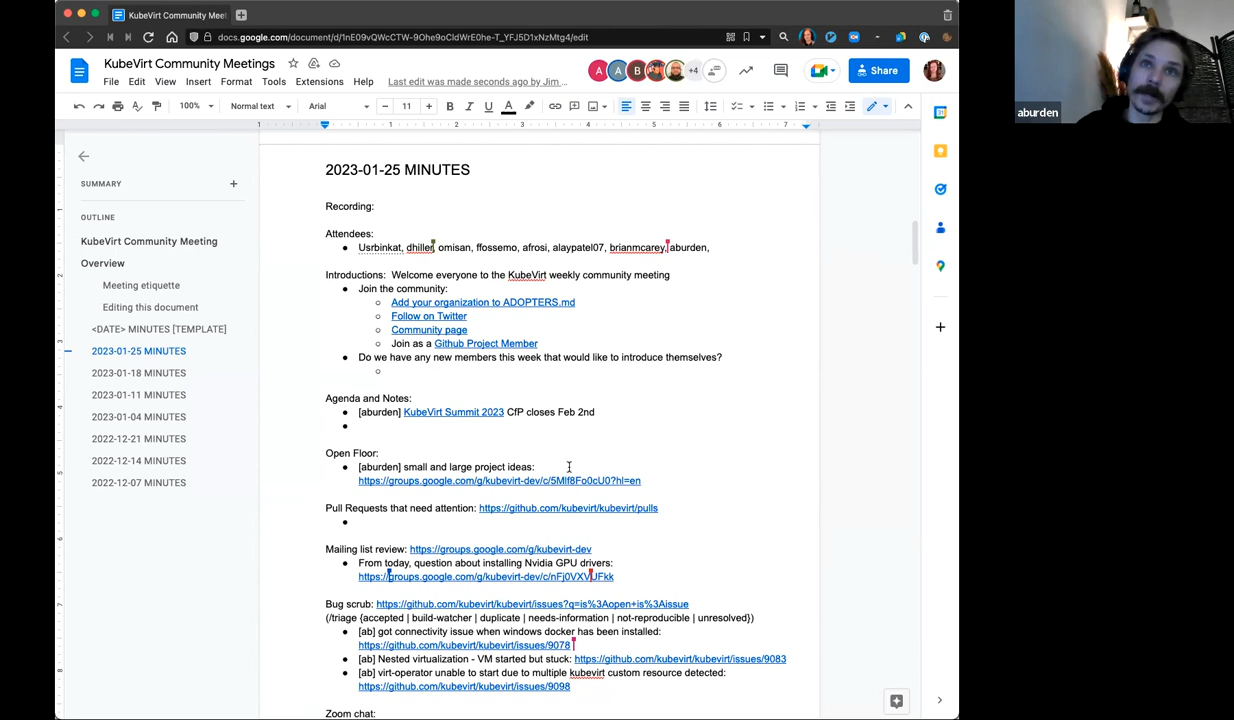 KubeVirt Community Meet
docs.google.com/document/d/1nE09vQWcCTW-9Ohe9oCldWrE0he-T_YFJ5D1xNzMtg4/edit
KubeVirt Community Meetings
File Edit View Insert Format Tools Extensions Help Last edit was made seconds ago by Jim ...
A A B +4
Share
100% Normal text Arial 11
B I U A
1 1 2 3 4 5 6 7
SUMMARY
OUTLINE
KubeVirt Community Meeting
Overview
Meeting etiquette
Editing this document
<DATE> MINUTES [TEMPLATE]
2023-01-25 MINUTES
2023-01-18 MINUTES
2023-01-11 MINUTES
2023-01-04 MINUTES
2022-12-21 MINUTES
2022-12-14 MINUTES
2022-12-07 MINUTES
2023-01-25 MINUTES
Recording:
Attendees:
Usrbinkat, dhiller, omisan, ffossemo, afrosi, alaypatel07, brianmcarey, aburden,
Introductions: Welcome everyone to the KubeVirt weekly community meeting
Join the community:
Add your organization to ADOPTERS.md
Follow on Twitter
Community page
Join as a Github Project Member
Do we have any new members this week that would like to introduce themselves?
Agenda and Notes:
[aburden] KubeVirt Summit 2023 CfP closes Feb 2nd
Open Floor:
[aburden] small and large project ideas:
https://groups.google.com/g/kubevirt-dev/c/5Mlf8Fo0cU0?hl=en
Pull Requests that need attention: https://github.com/kubevirt/kubevirt/pulls
Mailing list review: https://groups.google.com/g/kubevirt-dev
From today, question about installing Nvidia GPU drivers:
https://groups.google.com/g/kubevirt-dev/c/nFj0VXVUFkk
Bug scrub: https://github.com/kubevirt/kubevirt/issues?q=is%3Aopen+is%3Aissue
(/triage {accepted | build-watcher | duplicate | needs-information | not-reproducible | unresolved})
[ab] got connectivity issue when windows docker has been installed:
https://github.com/kubevirt/kubevirt/issues/9078
[ab] Nested virtualization - VM started but stuck: https://github.com/kubevirt/kubevirt/issues/9083
[ab] virt-operator unable to start due to multiple kubevirt custom resource detected:
https://github.com/kubevirt/kubevirt/issues/9098
Zoom chat:
aburden